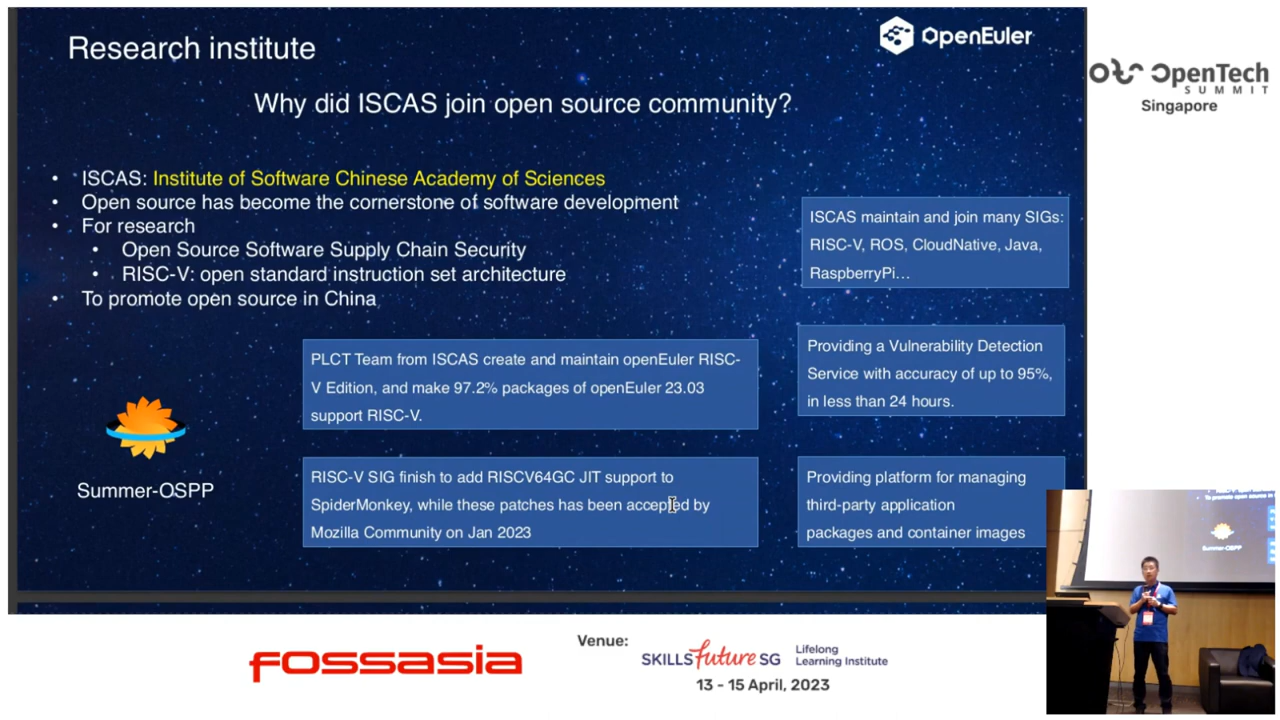 Research institute
OpenEuler
OpenTech
SUMMIT
Singapore
Why did ISCAS join open source community?
• ISCAS: Institute of Software Chinese Academy of Sciences
• Open source has become the cornerstone of software development
• For research
• Open Source Software Supply Chain Security
• RISC-V: open standard instruction set architecture
• To promote open source in China
ISCAS maintain and join many SIGs:
RISC-V, ROS, CloudNative, Java,
RaspberryPi...
PLCT Team from ISCAS create and maintain openEuler RISC-
V Edition, and make 97.2% packages of openEuler 23.03
support RISC-V.
Providing a Vulnerability Detection
Service with accuracy of up to 95%,
in less than 24 hours.
Summer-OSPP
RISC-V SIG finish to add RISCV64GC JIT support to
SpiderMonkey, while these patches has been accepted by
Mozilla Community on Jan 2023
Providing platform for managing
third-party application
packages and container images
Summer-OSPP
fossasia
Venue:
SKILLSfuture SG
Lifelong
Learning Institute
13 - 15 April, 2023